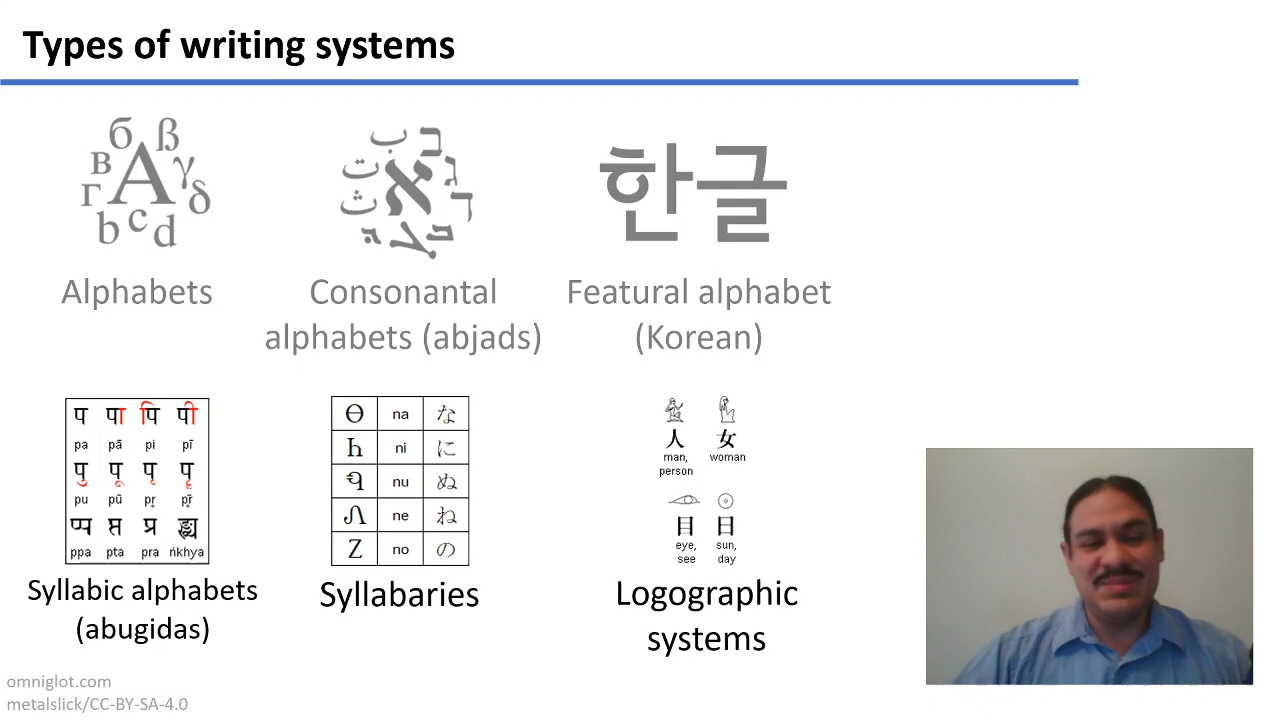 Types of writing systems
б ß
в A γ
г δ
b c d
ب ב
ت א ג
ث ד
한글
Alphabets
Consonantal
alphabets (abjads)
Featural alphabet
(Korean)
प पा पि पी
pa pā pi pī
पु पू पृ पॄ
pu pū pṛ pṝ
प्प प्त प्र ङ्ख्य
ppa pta pra ṅkhya
Syllabic alphabets
(abugidas)
Ꮎ na な
Ꮒ ni に
Ꮔ nu ぬ
Ꮑ ne ね
Ꮓ no の
Syllabaries
人 女
man, woman
person
目 日
eye, sun,
see day
Logographic
systems
omniglot.com
metalslick/CC-BY-SA-4.0